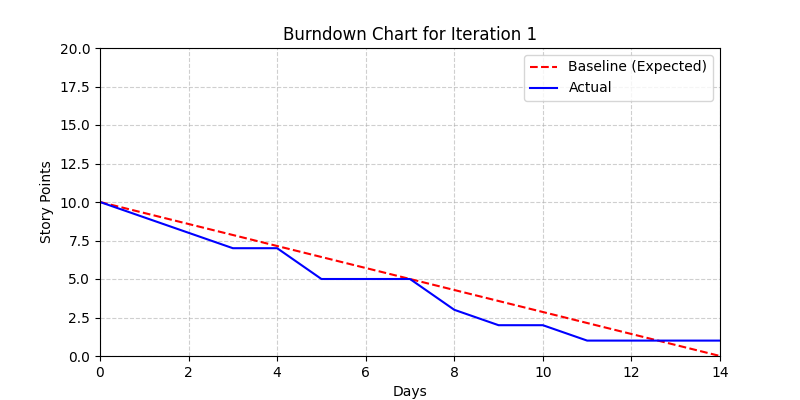 Burndown Chart for Iteration 1
20.0
17.5
15.0
12.5
10.0
7.5
5.0
2.5
0.0
Story Points
Baseline (Expected)
Actual
0 2 4 6 8 10 12 14
Days